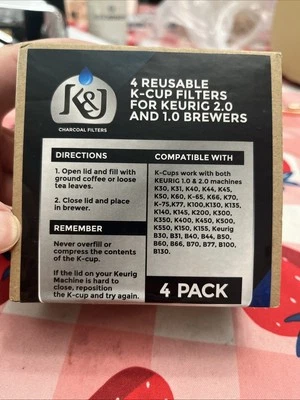 K&J
CHARCOAL FILTERS
4 REUSABLE
K-CUP FILTERS
FOR KEURIG 2.0
AND 1.0 BREWERS
DIRECTIONS
1. Open lid and fill with
ground coffee or loose
tea leaves.
2. Close lid and place
in brewer.
REMEMBER
Never overfill or
compress the contents
of the K-cup.
If the lid on your Keurig
Machine is hard to
close, reposition
the K-cup and try again.
COMPATIBLE WITH
K-Cups work with both
KEURIG 1.0 & 2.0 machines
K30, K31, K40, K44, K45,
K50, K60, K-65, K66, K70,
K-75,K77, K100,K130, K135,
K140, K145, K200, K300,
K350, K400, K450, K500,
K550, K150, K155, Keurig
B30, B31, B40, B44, B50,
B60, B66, B70, B77, B100,
B130.
4 PACK